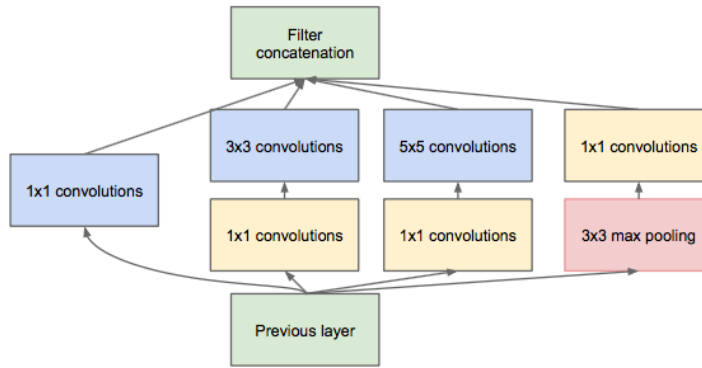 Filter
concatenation
3x3 convolutions
5x5 convolutions
1x1 convolutions
1x1 convolutions
1x1 convolutions
1x1 convolutions
3x3 max pooling
Previous layer